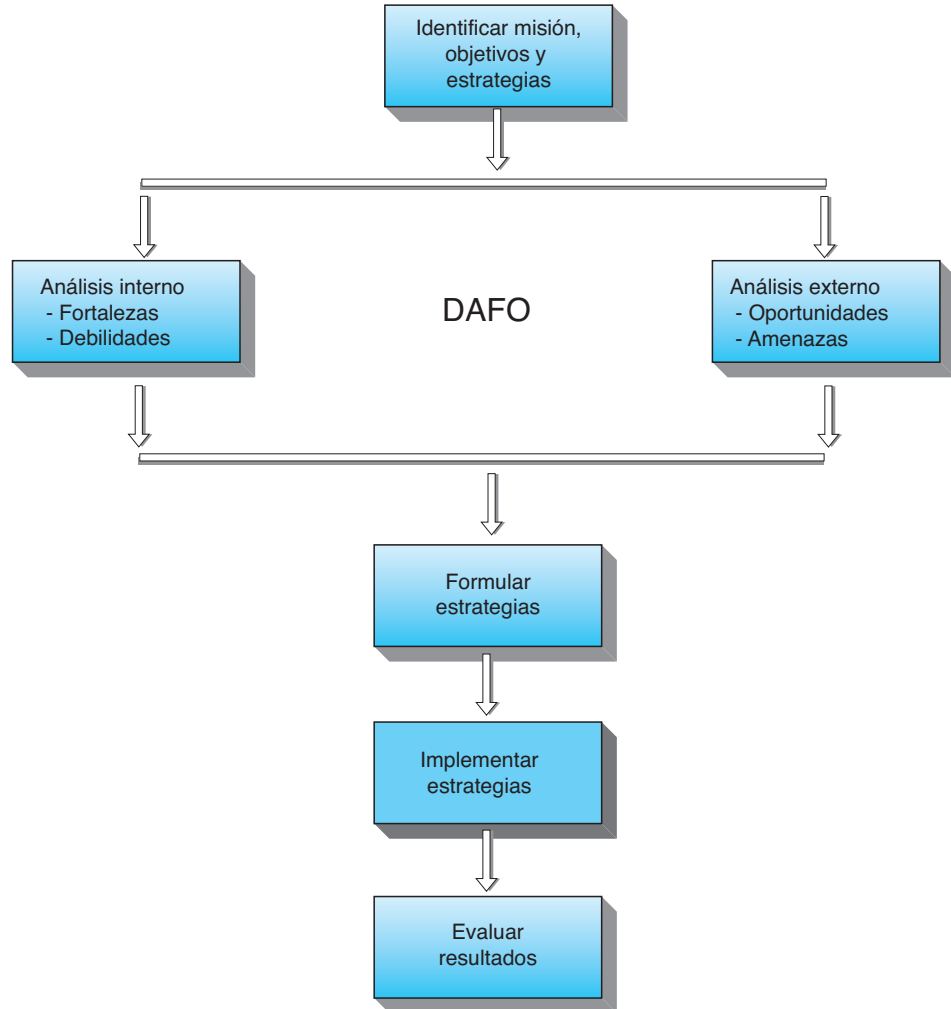 Identificar misión,
objetivos y
estrategias
Análisis interno
- Fortalezas
- Debilidades
DAFO
Análisis externo
- Oportunidades
- Amenazas
Formular
estrategias
Implementar
estrategias
Evaluar
resultados